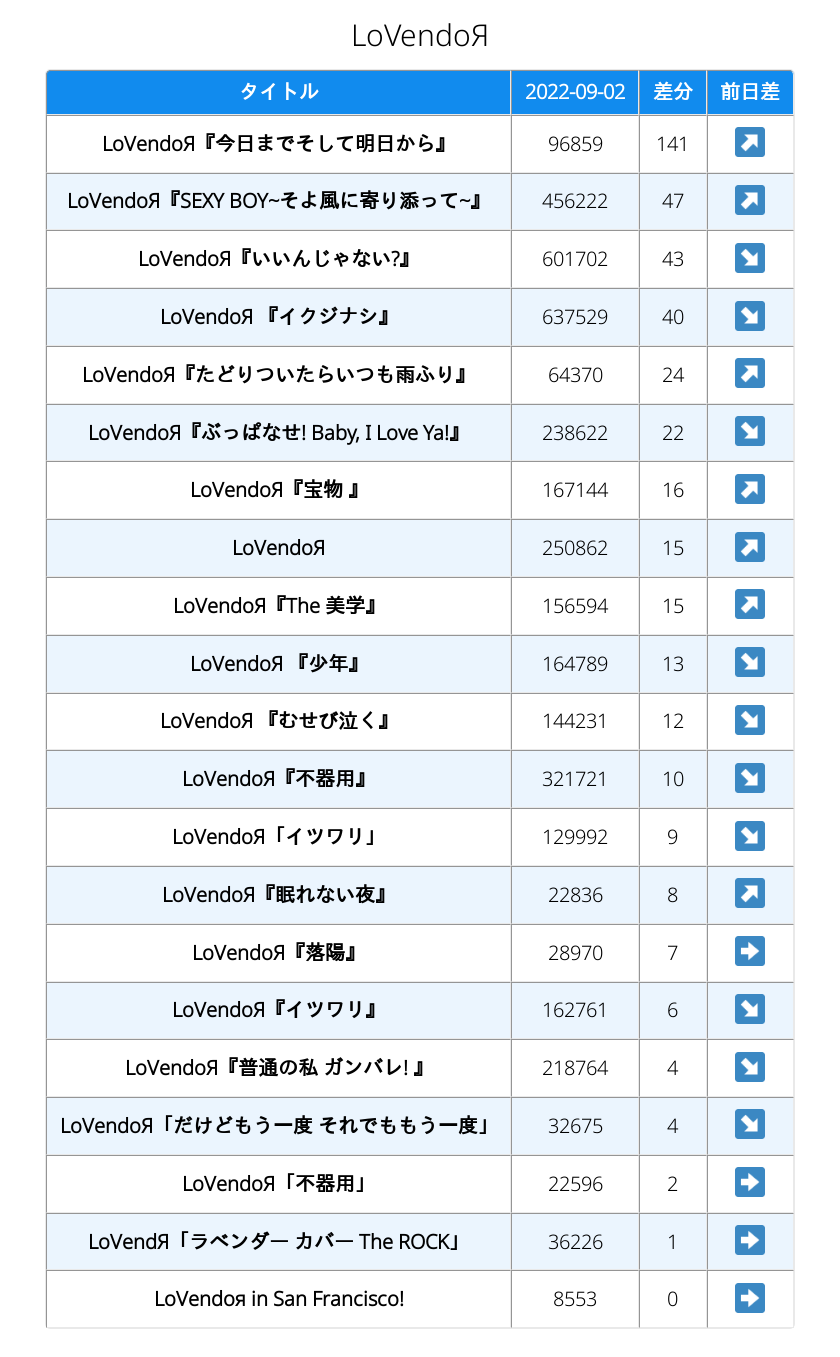 LoVendoЯ
タイトル 2022-09-02 差分 前日差
LoVendoЯ『今日までそして明日から』 96859 141 ↗
LoVendoЯ『SEXY BOY~そよ風に寄り添って~』 456222 47 ↗
LoVendoЯ『いいんじゃない?』 601702 43 ↘
LoVendoЯ 『イクジナシ』 637529 40 ↘
LoVendoЯ『たどりついたらいつも雨ふり』 64370 24 ↗
LoVendoЯ『ぶっぱなせ! Baby, I Love Ya!』 238622 22 ↘
LoVendoЯ『宝物 』 167144 16 ↗
LoVendoЯ 250862 15 ↗
LoVendoЯ『The 美学』 156594 15 ↗
LoVendoЯ 『少年』 164789 13 ↘
LoVendoЯ 『むせび泣く』 144231 12 ↘
LoVendoЯ『不器用』 321721 10 ↘
LoVendoЯ「イツワリ」 129992 9 ↘
LoVendoЯ『眠れない夜』 22836 8 ↗
LoVendoЯ『落陽』 28970 7 ➡
LoVendoЯ『イツワリ』 162761 6 ↘
LoVendoЯ『普通の私 ガンバレ! 』 218764 4 ↘
LoVendoЯ「だけどもう一度 それでももう一度」 32675 4 ↘
LoVendoЯ「不器用」 22596 2 ➡
LoVendЯ「ラベンダー カバー The ROCK」 36226 1 ➡
LoVendoя in San Francisco! 8553 0 ➡